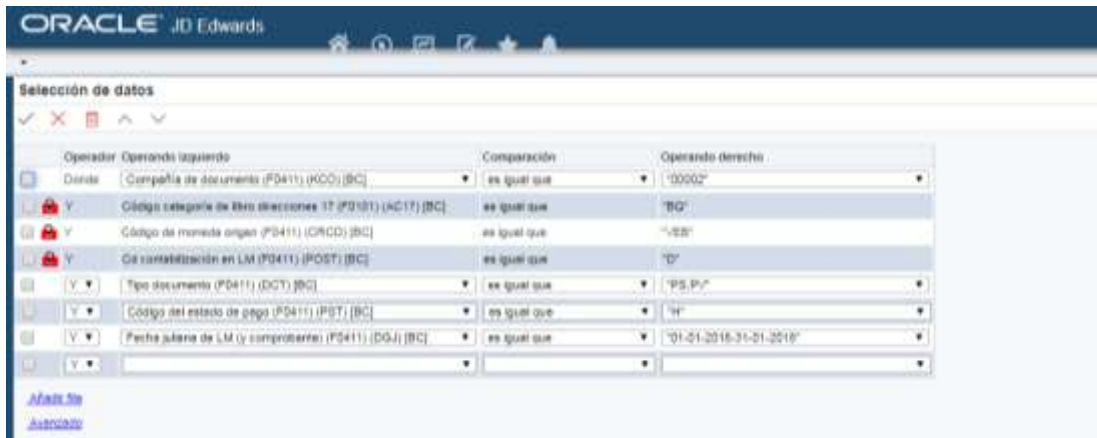 ORACLE JD Edwards
Selección de datos
Operador Operando izquierdo Comparación Operando derecho
Donde Compañía de documento (F0411) (KCO) [BC] es igual que "00002"
Y Código categoría de libro direcciones 17 (F0101) (AC17) [BC] es igual que "BG"
Y Código de moneda origen (F0411) (CRCD) [BC] es igual que
Y Cd contabilización en LM (F0411) (POST) [BC] es igual que "D"
Y Tipo documento (F0411) (DCT) [BC] es igual que "PS,PV"
Y Código del estado de pago (F0411) (PST) [BC] es igual que "H"
Y Fecha juliana de LM (y comprobante) (F0411) (DGJ) [BC] es igual que "01-01-2016-31-01-2016"
Y
Añadir fila
Avanzado